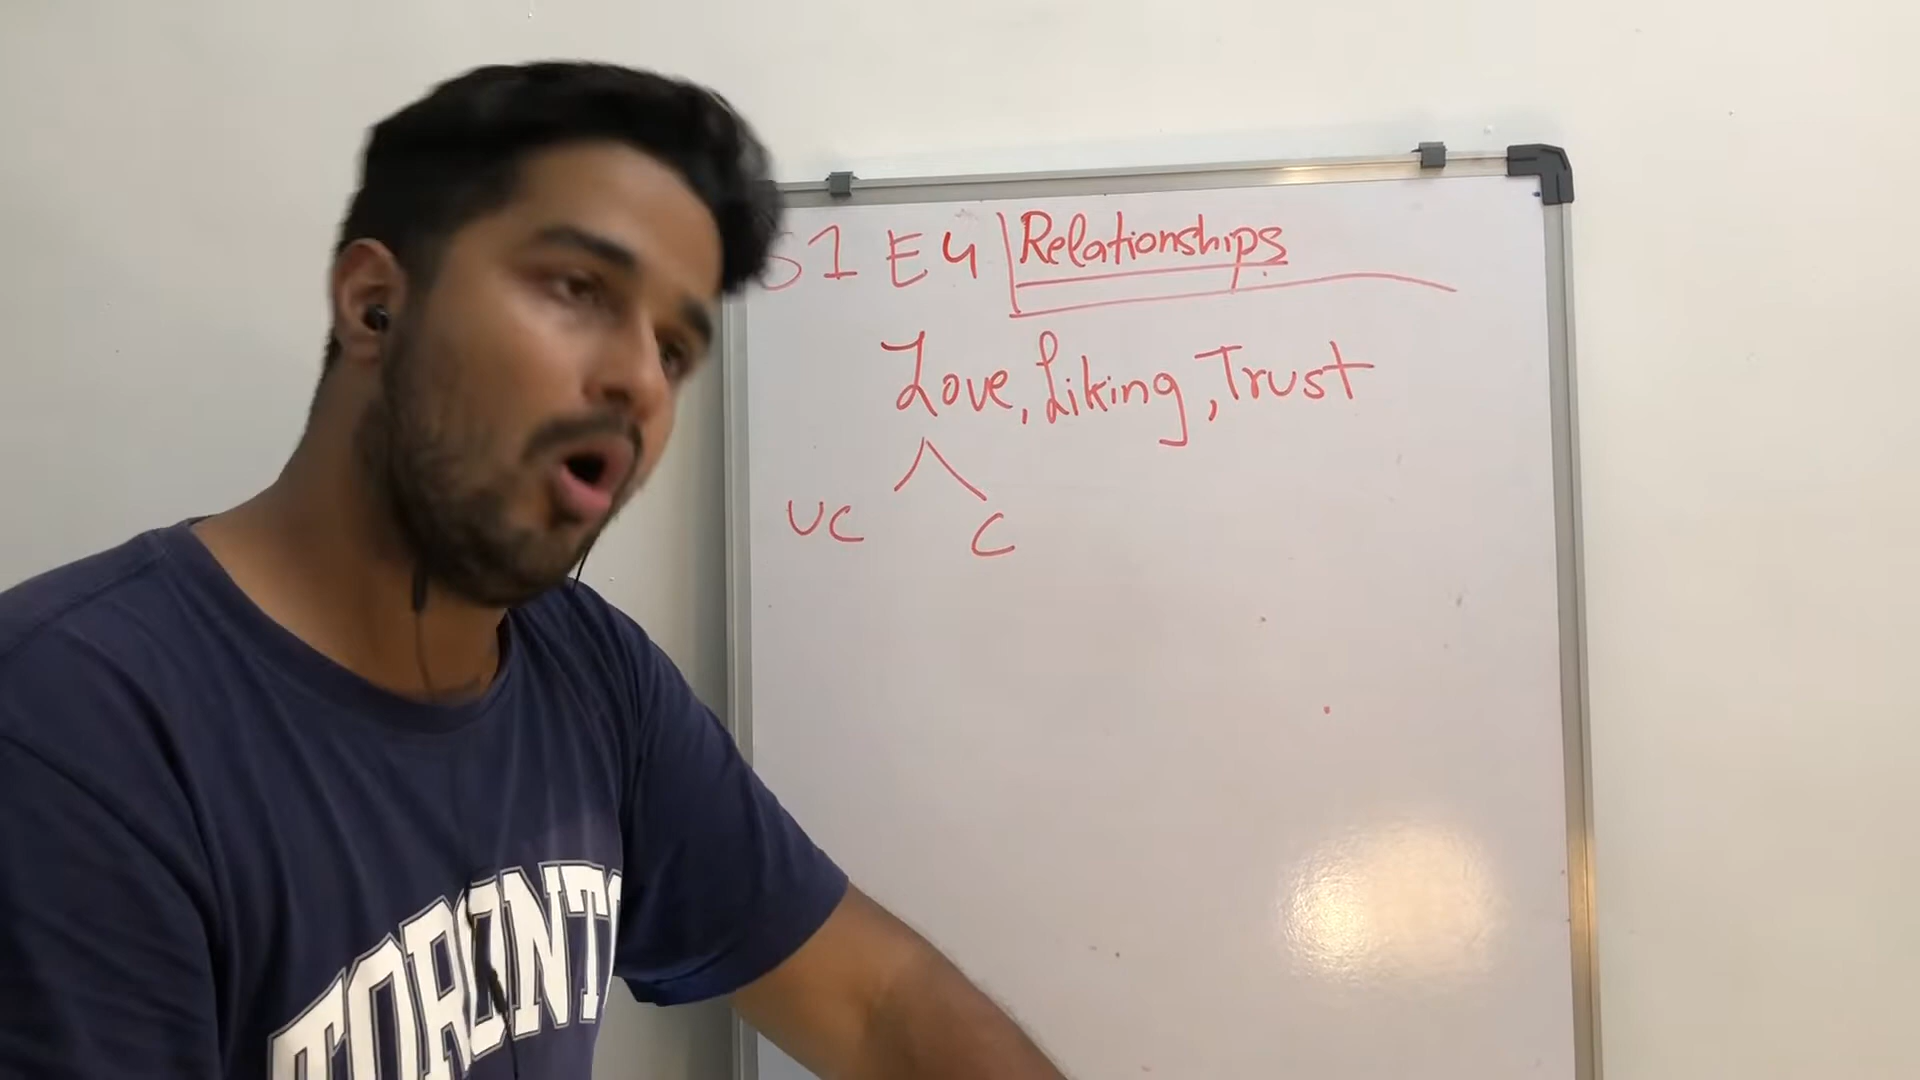 S1 E4 Relationships
Love, Liking, Trust
UC C
TORONTO